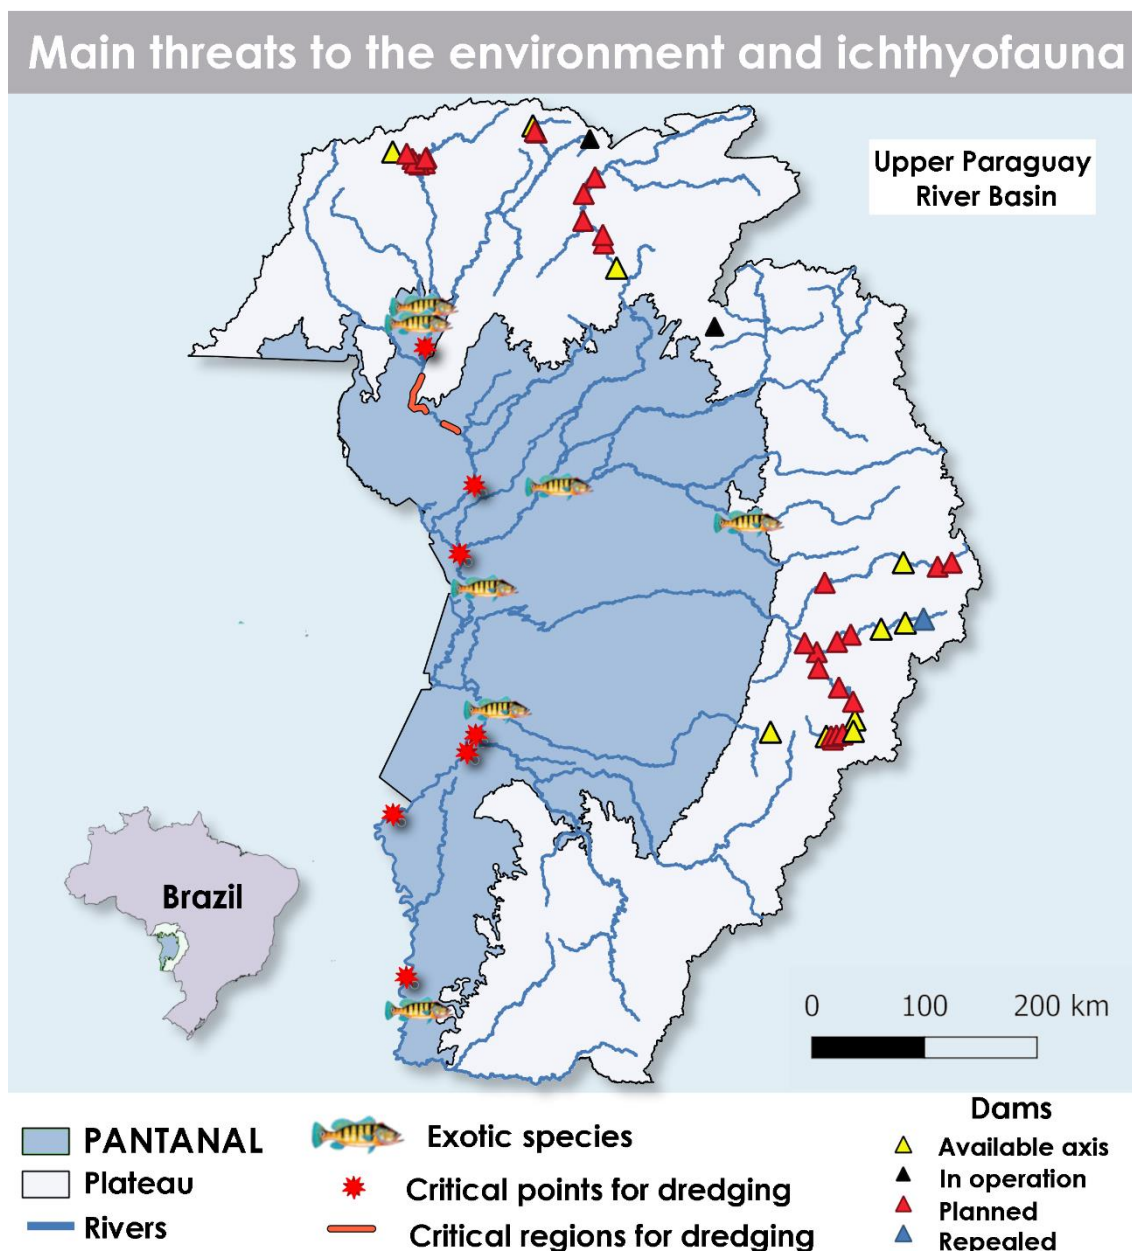 Main threats to the environment and ichthyofauna
Upper Paraguay
River Basin
Brazil
0 100 200 km
PANTANAL
Plateau
Rivers
Exotic species
Critical points for dredging
Critical regions for dredging
Dams
Available axis
In operation
Planned
Repealed